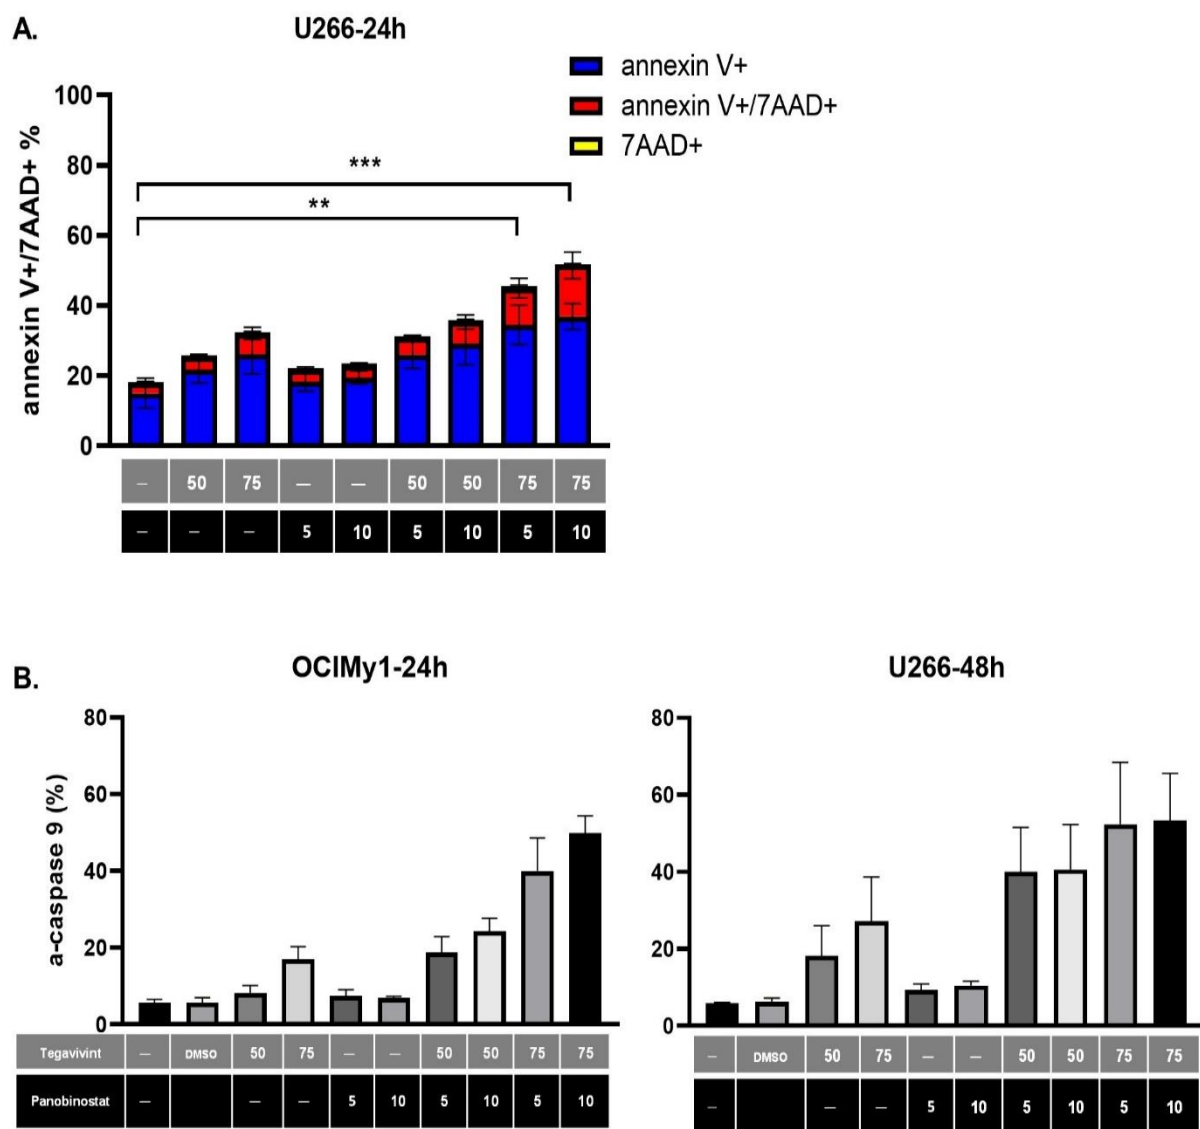 A.
U266-24h
annexin V+
annexin V+/7AAD+
7AAD+
annexin V+/7AAD+ %
100
80
60
40
20
0
***
**
– 50 75 — — 50 50 75 75
– — — 5 10 5 10 5 10
B.
OCIMy1-24h
a-caspase 9 (%)
80
60
40
20
0
Tegavivint — DMSO 50 75 — — 50 50 75 75
Panobinostat — — — 5 10 5 10 5 10
U266-48h
80
60
40
20
0
– DMSO 50 75 — — 50 50 75 75
– — — 5 10 5 10 5 10